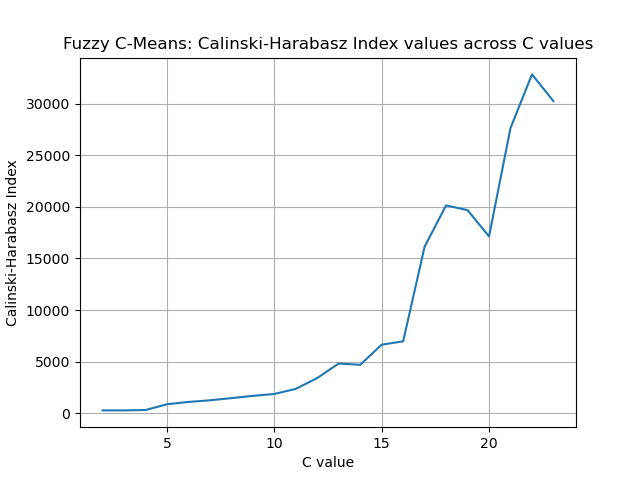 Fuzzy C-Means: Calinski-Harabasz Index values across C values
30000
25000
20000
15000
10000
5000
0
Calinski-Harabasz Index
5 10 15 20
C value